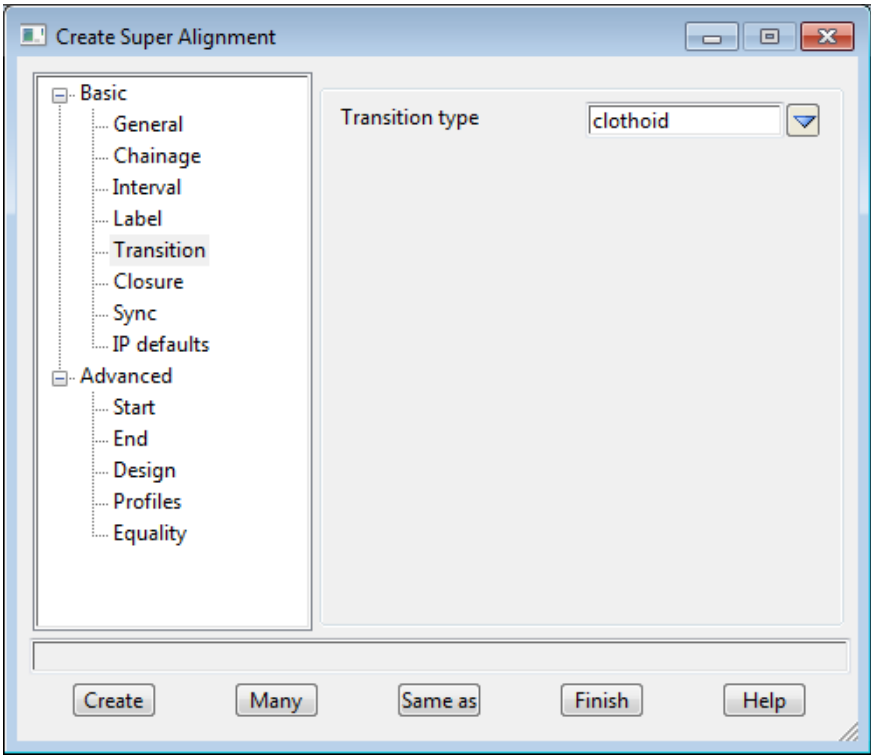 Create Super Alignment
Basic
General
Chainage
Interval
Label
Transition
Closure
Sync
IP defaults
Advanced
Start
End
Design
Profiles
Equality
Transition type clothoid
Create Many Same as Finish Help